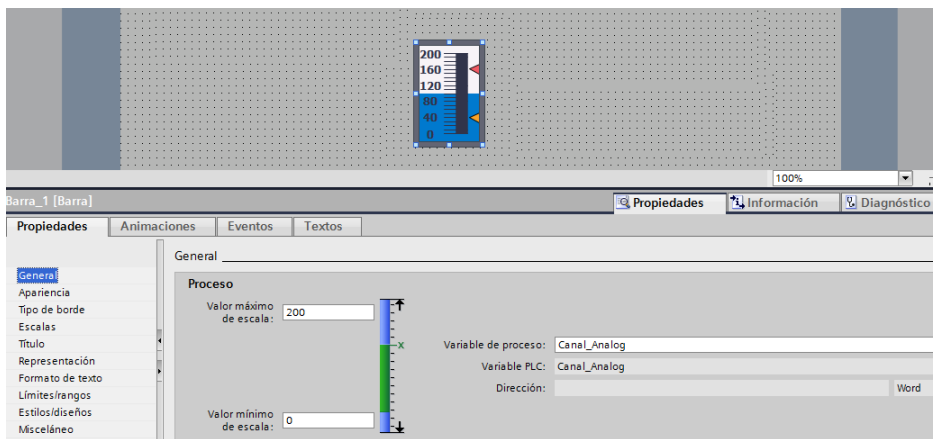 200
160
120
80
40
0
100%
Barra_1 [Barra]
Propiedades
Información
Diagnóstico
Propiedades
Animaciones
Eventos
Textos
General
General
Apariencia
Tipo de borde
Escalas
Título
Representación
Formato de texto
Límites/rangos
Estilos/diseños
Misceláneo
Proceso
Valor máximo
de escala:
200
x
Variable de proceso:
Canal_Analog
Variable PLC:
Canal_Analog
Dirección:
Word
Valor mínimo
de escala:
0